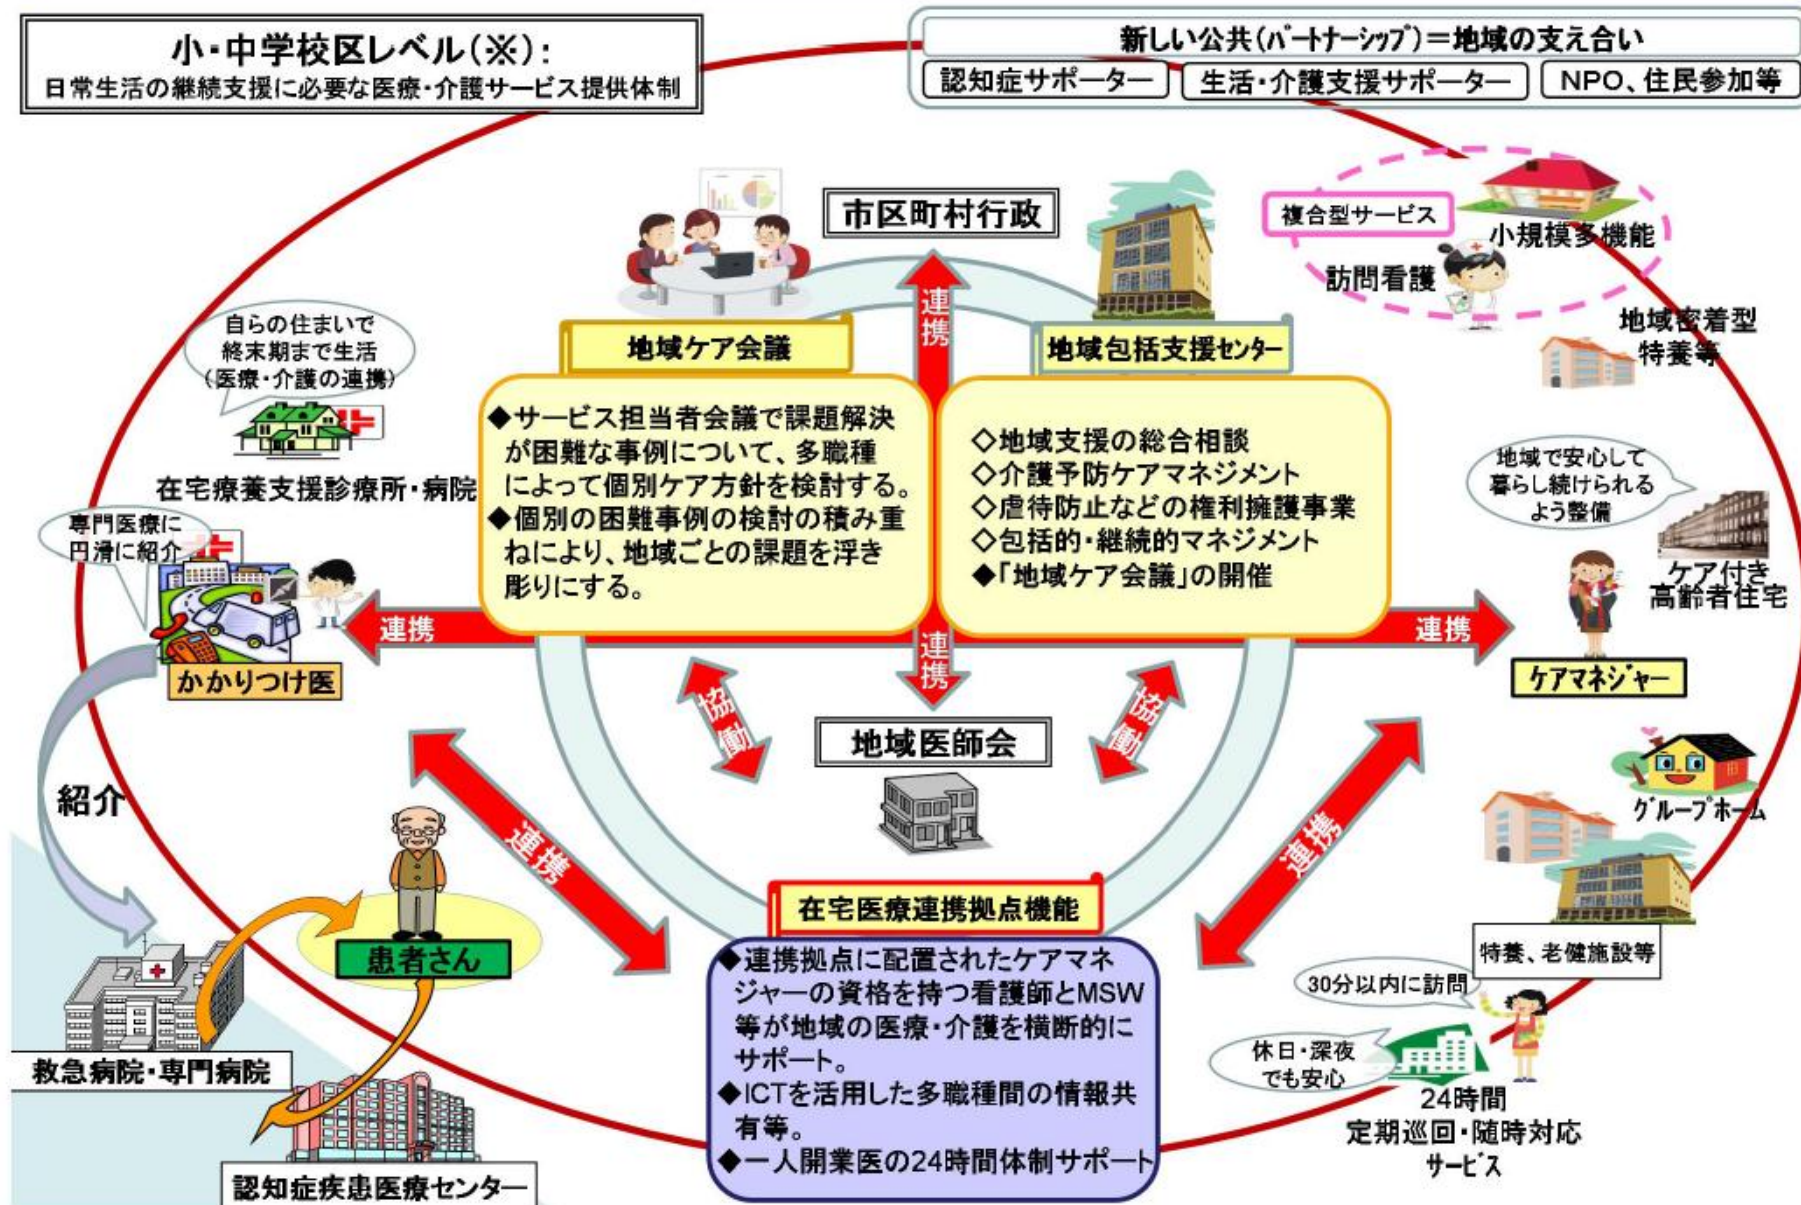 小・中学校区レベル(※):
日常生活の継続支援に必要な医療・介護サービス提供体制
新しい公共(パートナーシップ)=地域の支え合い
認知症サポーター
生活・介護支援サポーター
NPO、住民参加等
市区町村行政
複合型サービス
小規模多機能
訪問看護
地域密着型
特養等
連携
自らの住まいで
終末期まで生活
(医療・介護の連携)
在宅療養支援診療所・病院
地域ケア会議
◆サービス担当者会議で課題解決
が困難な事例について、多職種
によって個別ケア方針を検討する。
◆個別の困難事例の検討の積み重
ねにより、地域ごとの課題を浮き
彫りにする。
地域包括支援センター
◇地域支援の総合相談
◇介護予防ケアマネジメント
◇虐待防止などの権利擁護事業
◇包括的・継続的マネジメント
◆「地域ケア会議」の開催
地域で安心して
暮らし続けられる
よう整備
ケア付き
高齢者住宅
専門医療に
円滑に紹介
かかりつけ医
連携
連携
連携
ケアマネジャー
協働
協働
地域医師会
紹介
連携
連携
グループホーム
患者さん
特養、老健施設等
在宅医療連携拠点機能
◆連携拠点に配置されたケアマネ
ジャーの資格を持つ看護師とMSW
等が地域の医療・介護を横断的に
サポート。
◆ICTを活用した多職種間の情報共
有等。
◆一人開業医の24時間体制サポート
30分以内に訪問
休日・深夜
でも安心
24時間
定期巡回・随時対応
サービス
救急病院・専門病院
認知症疾患医療センター